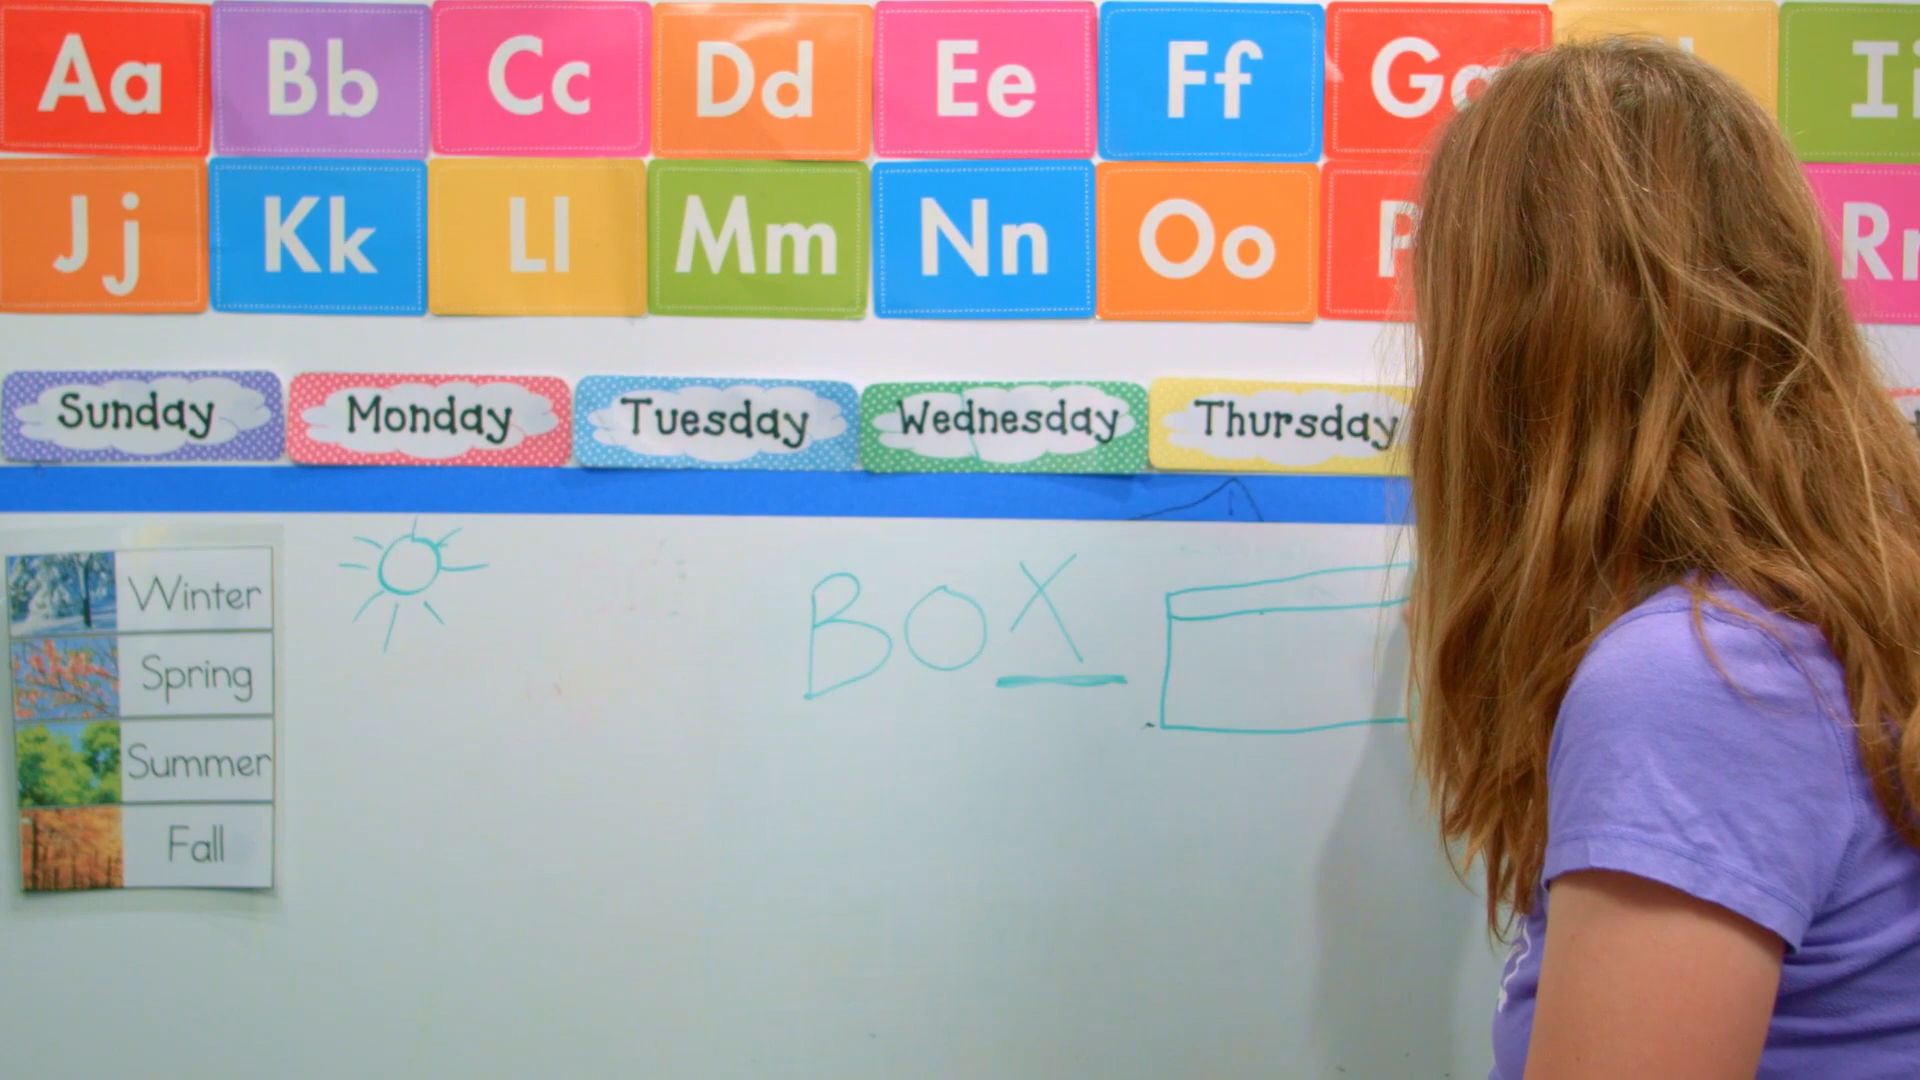 Aa Bb Cc Dd Ee Ff Ii
Jj Kk Ll Mm Nn Oo
Sunday Monday Tuesday Wednesday Thursday
BOX
Winter
Spring
Summer
Fall